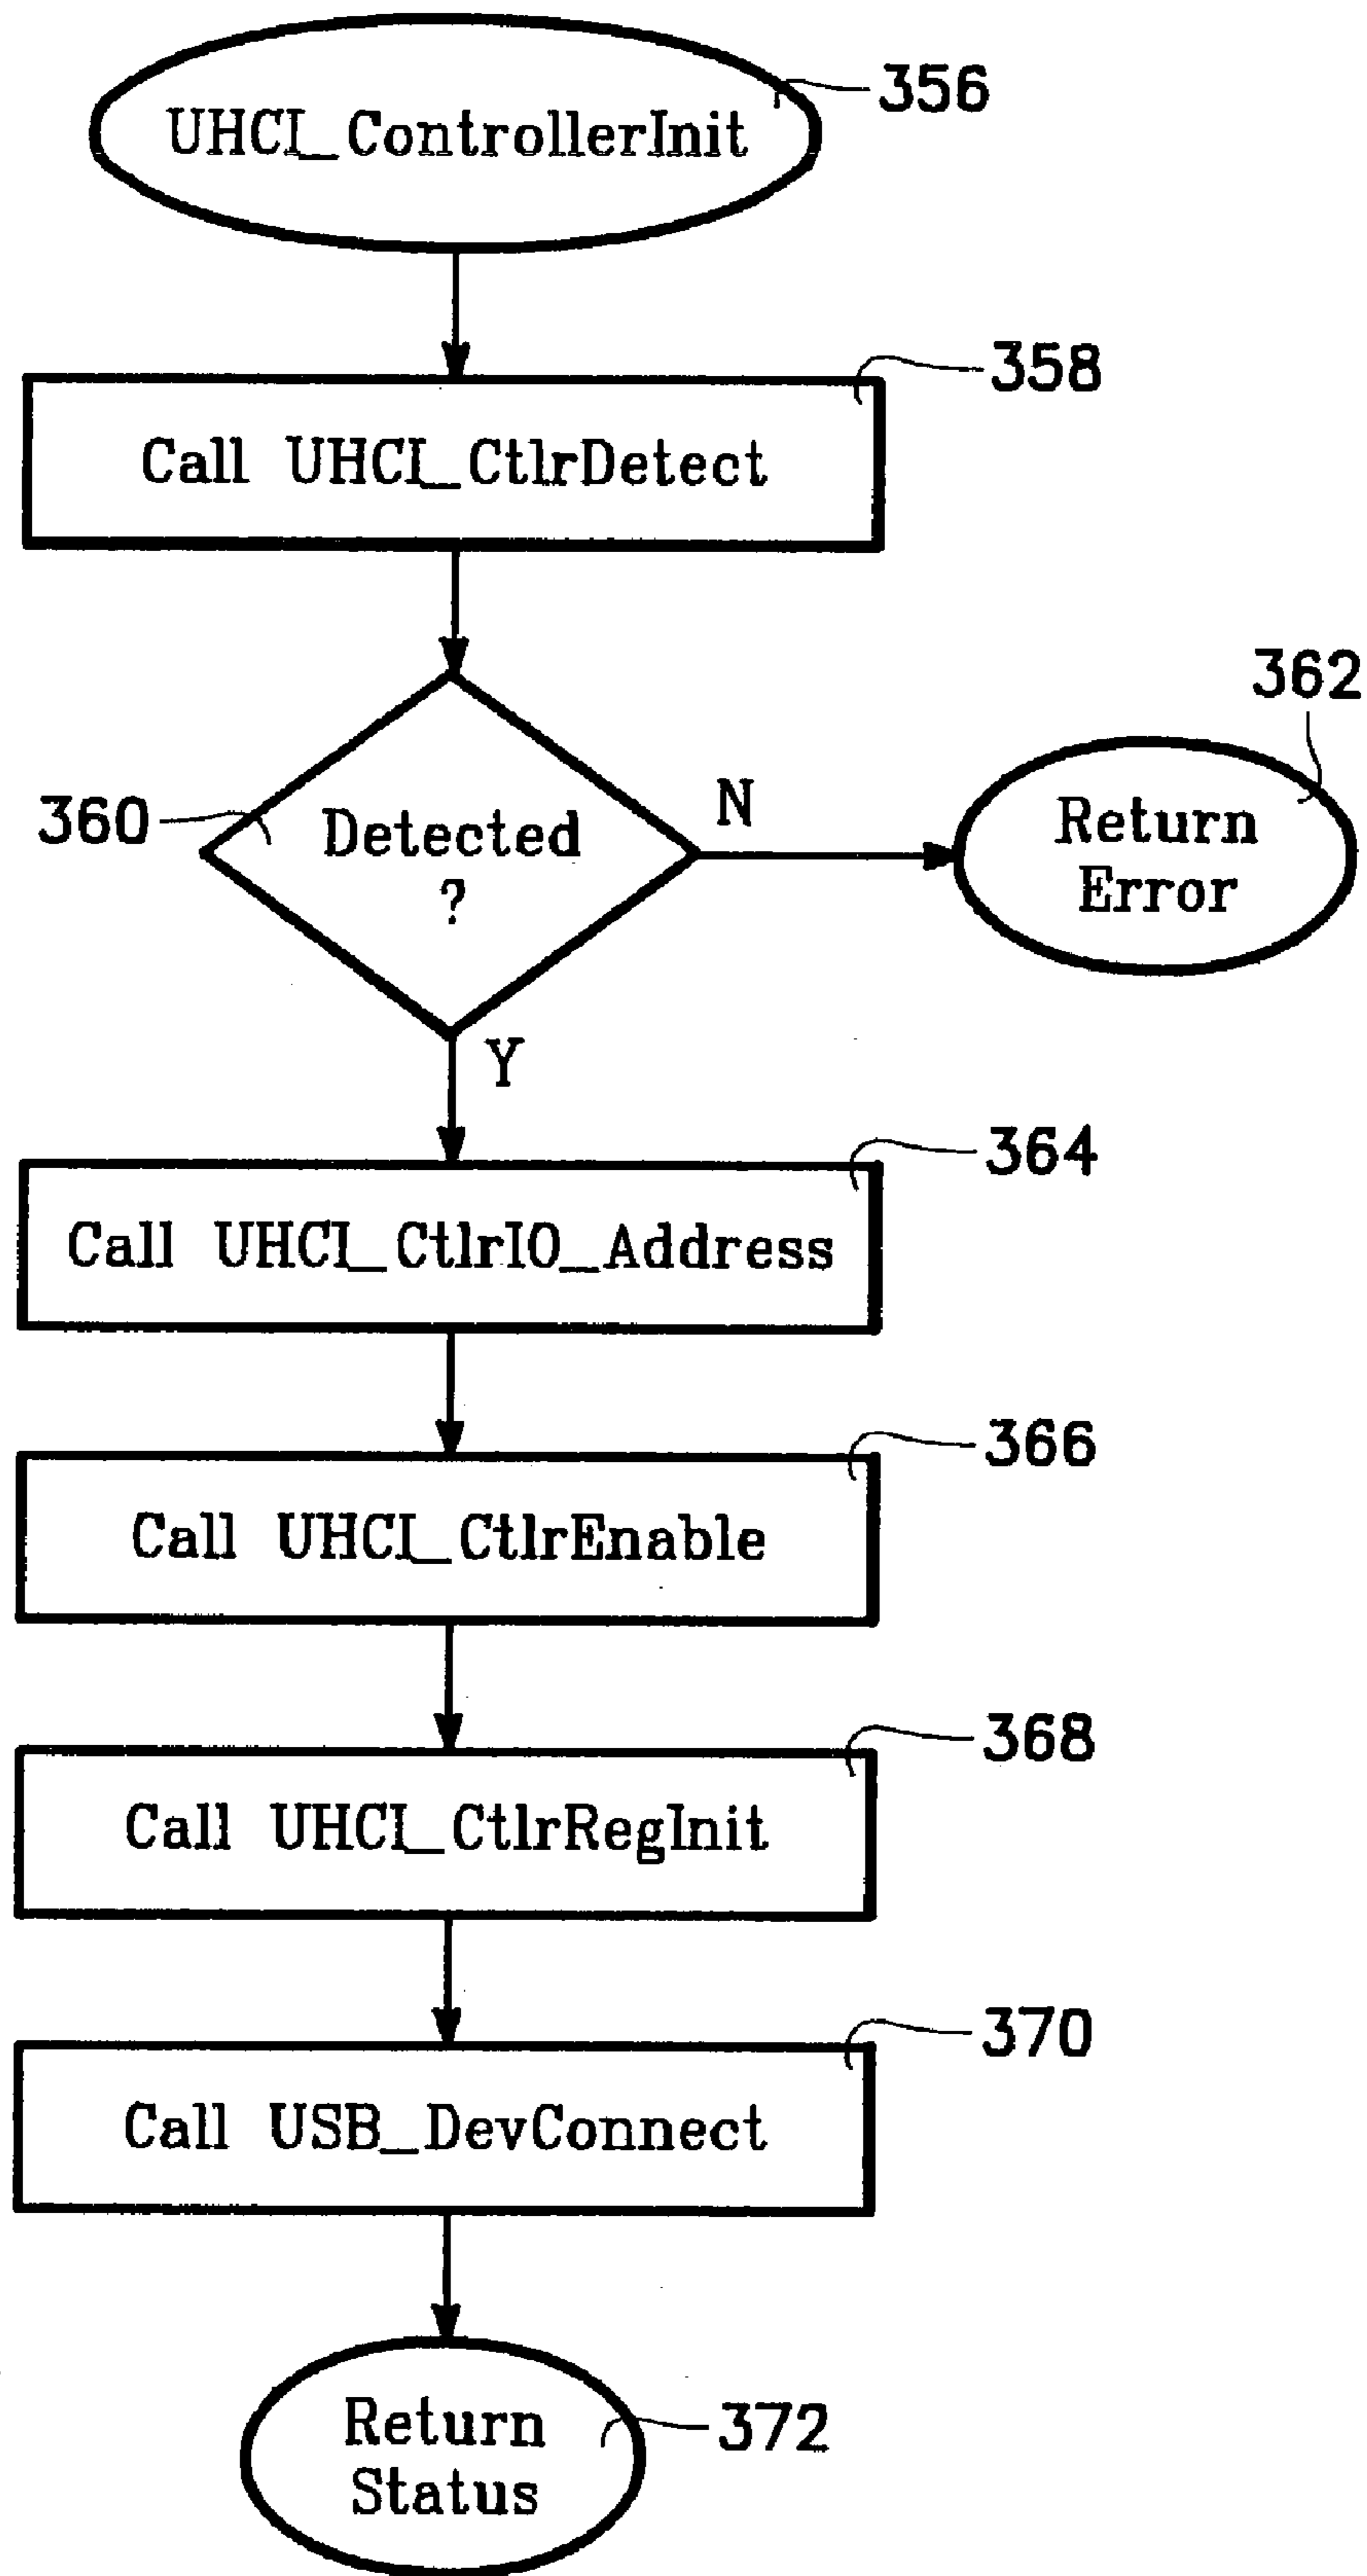 UHCI_ControllerInit
356
Call UHCI_CtlrDetect
358
360
Detected
?
N
Return
Error
362
Y
Call UHCI_CtlrIO_Address
364
Call UHCI_CtlrEnable
366
Call UHCI_CtlrRegInit
368
Call USB_DevConnect
370
Return
Status
372